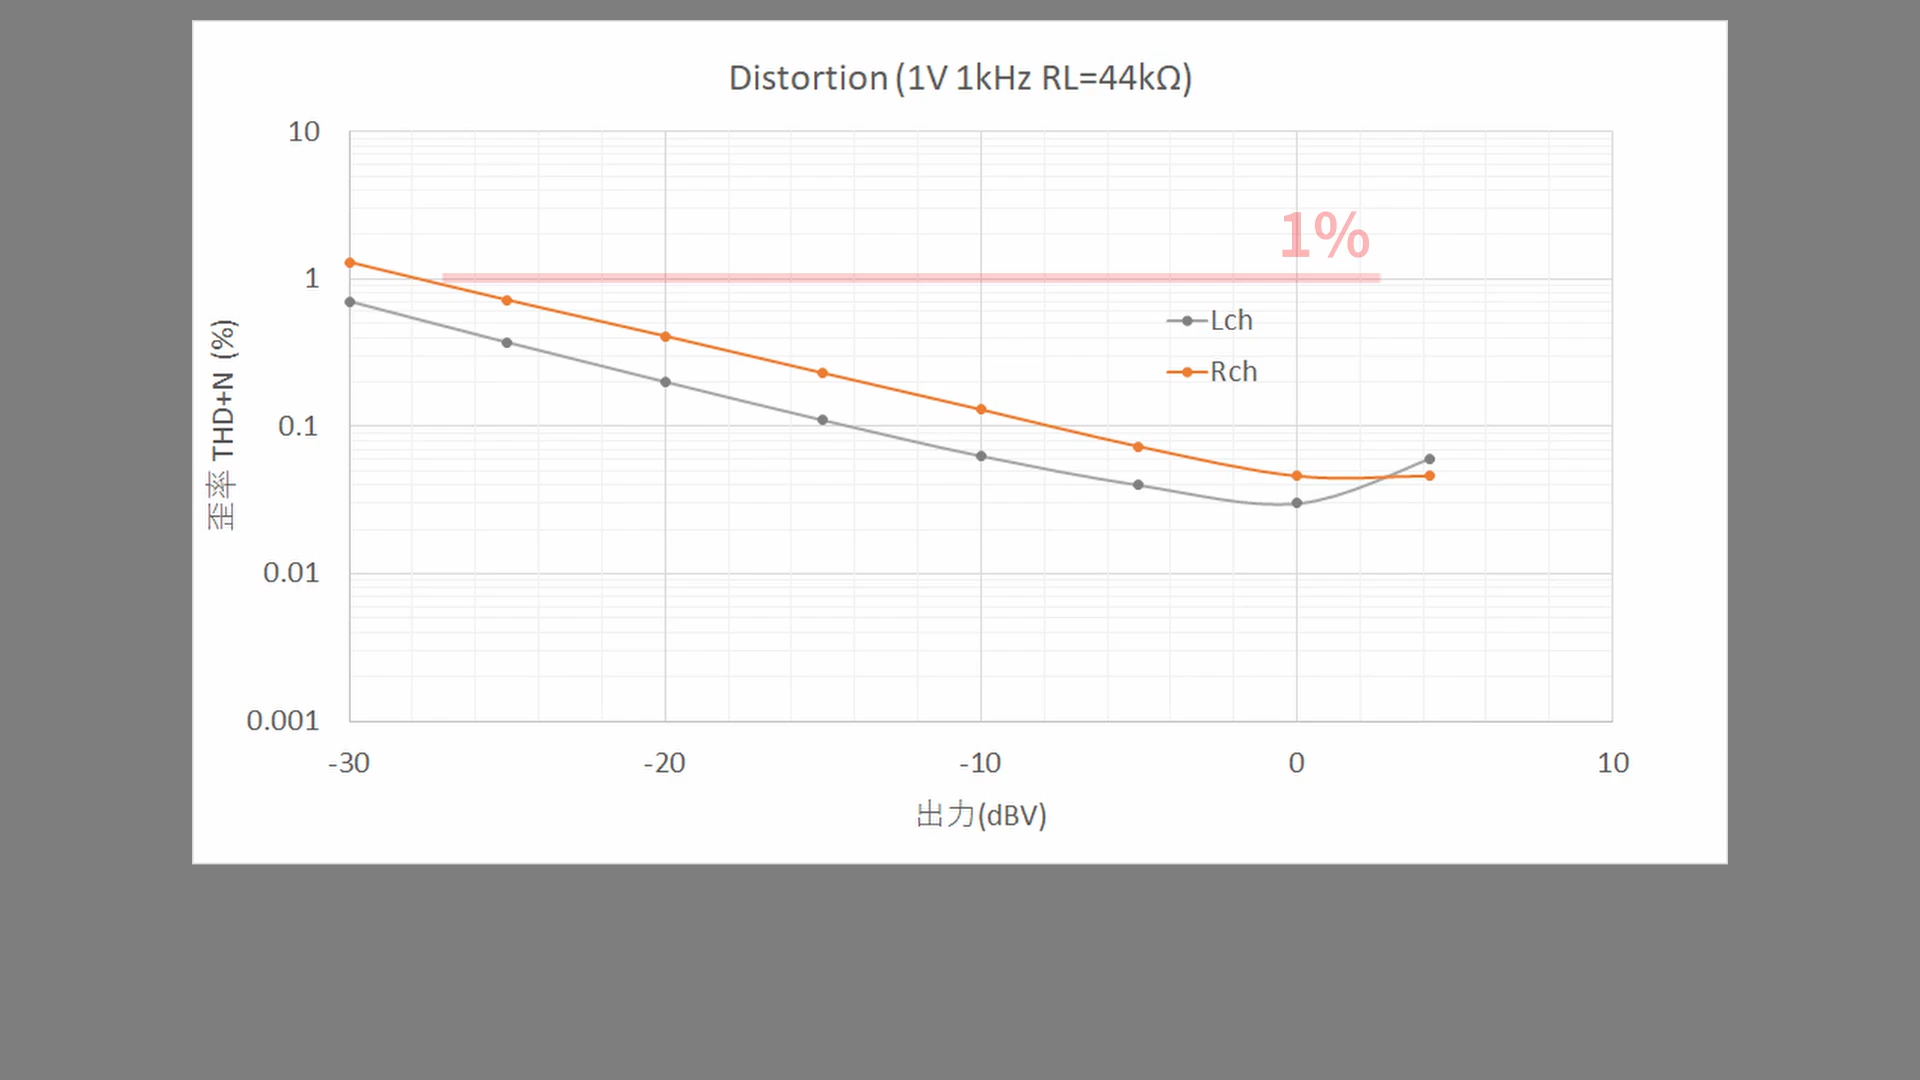 Distortion (1V 1kHz RL=44kΩ)
10
1
0.1
0.01
0.001
歪率 THD+N (%)
1%
Lch
Rch
-30
-20
-10
0
10
出力(dBV)